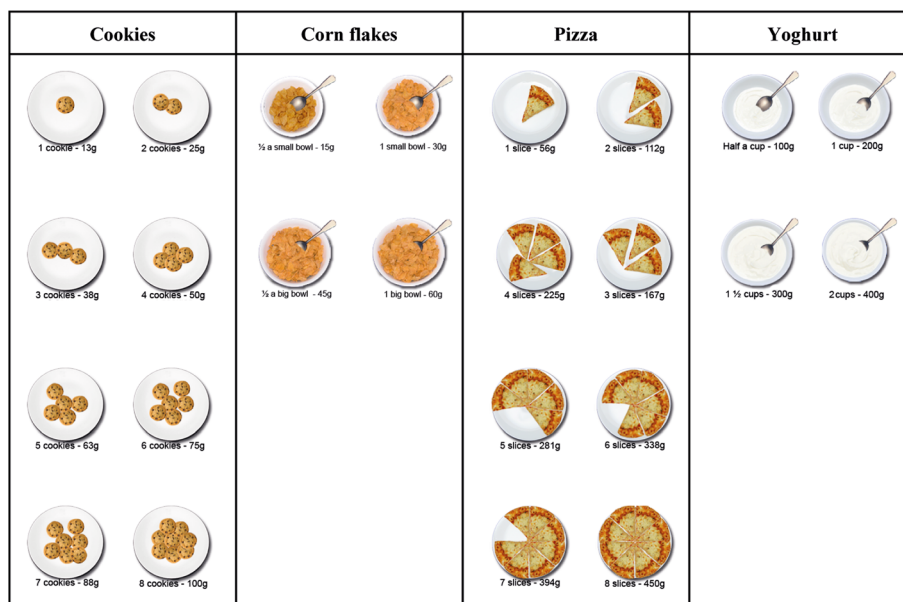 Cookies
Corn flakes
Pizza
Yoghurt
1 cookie - 13g
2 cookies - 25g
½ a small bowl - 15g
1 small bowl - 30g
1 slice - 56g
2 slices - 112g
Half a cup - 100g
1 cup - 200g
3 cookies - 38g
4 cookies - 50g
½ a big bowl - 45g
1 big bowl - 60g
4 slices - 225g
3 slices - 167g
1 ½ cups - 300g
2cups - 400g
5 cookies - 63g
6 cookies - 75g
5 slices - 281g
6 slices - 338g
7 cookies - 88g
8 cookies - 100g
7 slices - 394g
8 slices - 450g